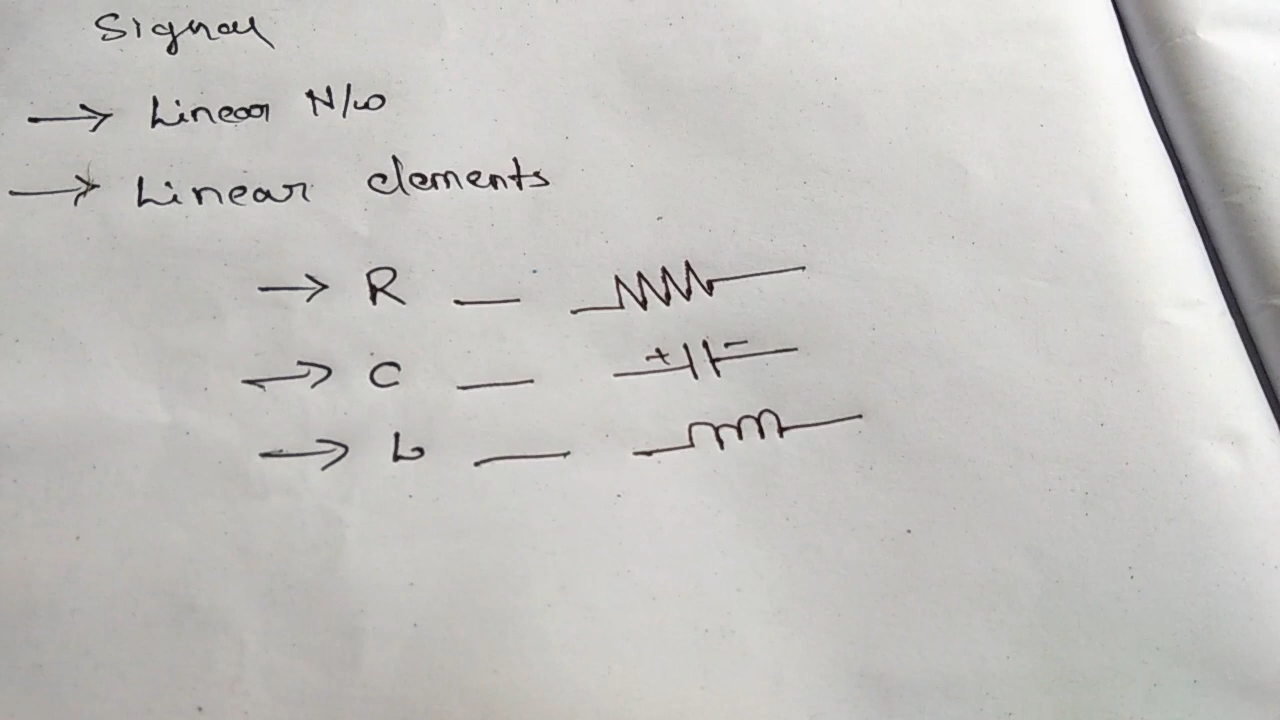 Signal
→ Linear N/w
→ Linear elements
→ R —
→ C — + -
→ L —